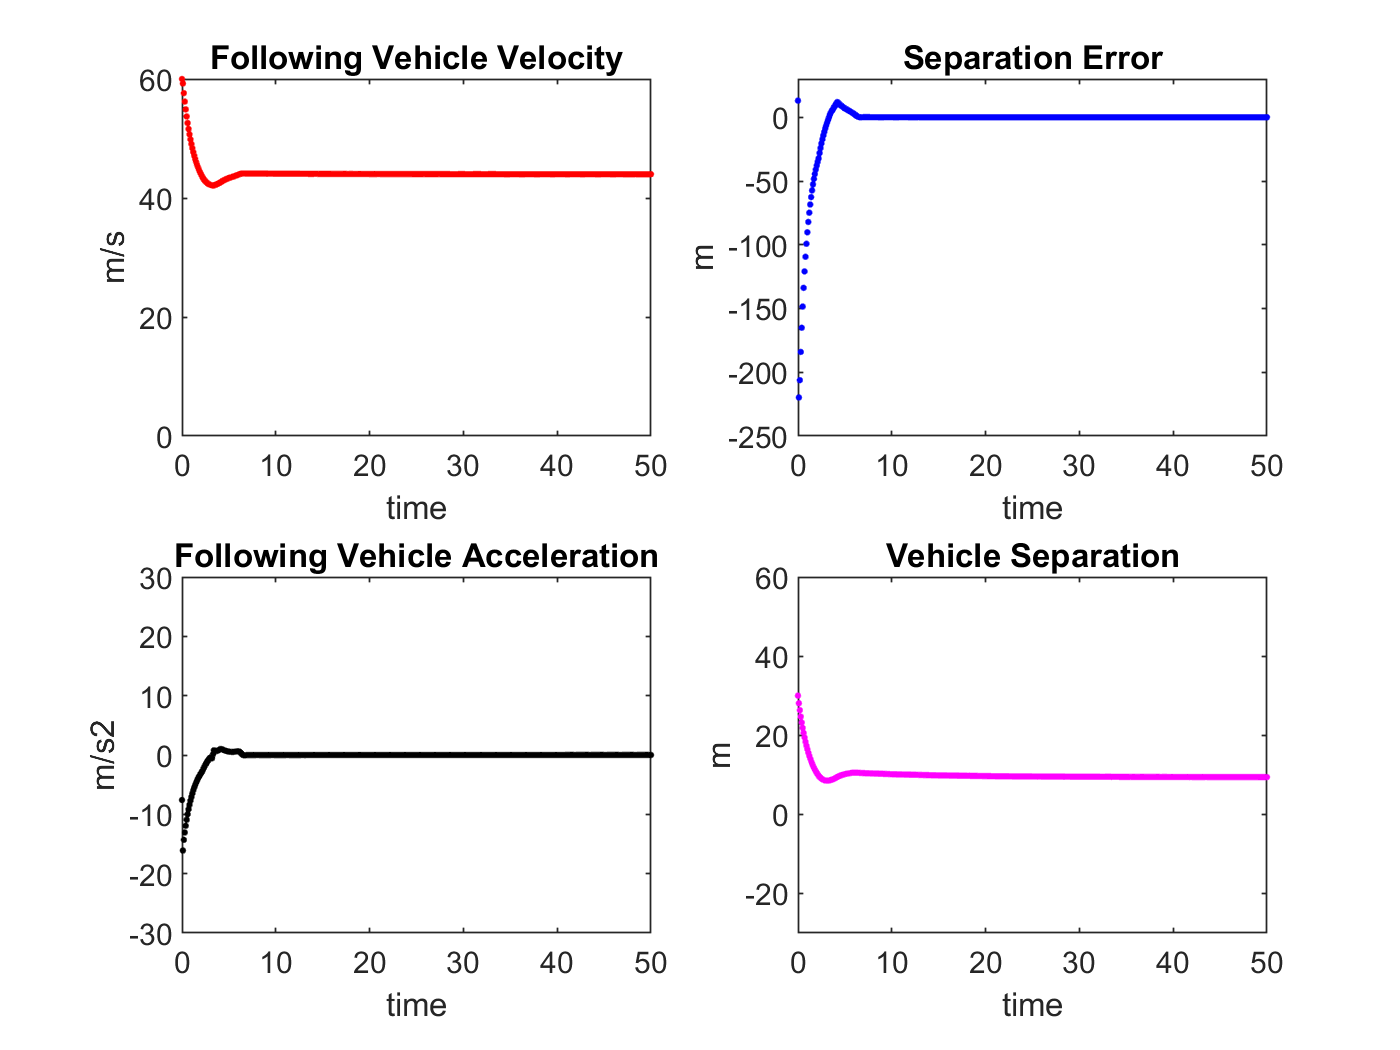 Following Vehicle Velocity
60
40
20
0
m/s
0 10 20 30 40 50
time
Separation Error
0
-50
-100
-150
-200
-250
m
0 10 20 30 40 50
time
Following Vehicle Acceleration
30
20
10
0
-10
-20
-30
m/s2
0 10 20 30 40 50
time
Vehicle Separation
60
40
20
0
-20
m
0 10 20 30 40 50
time